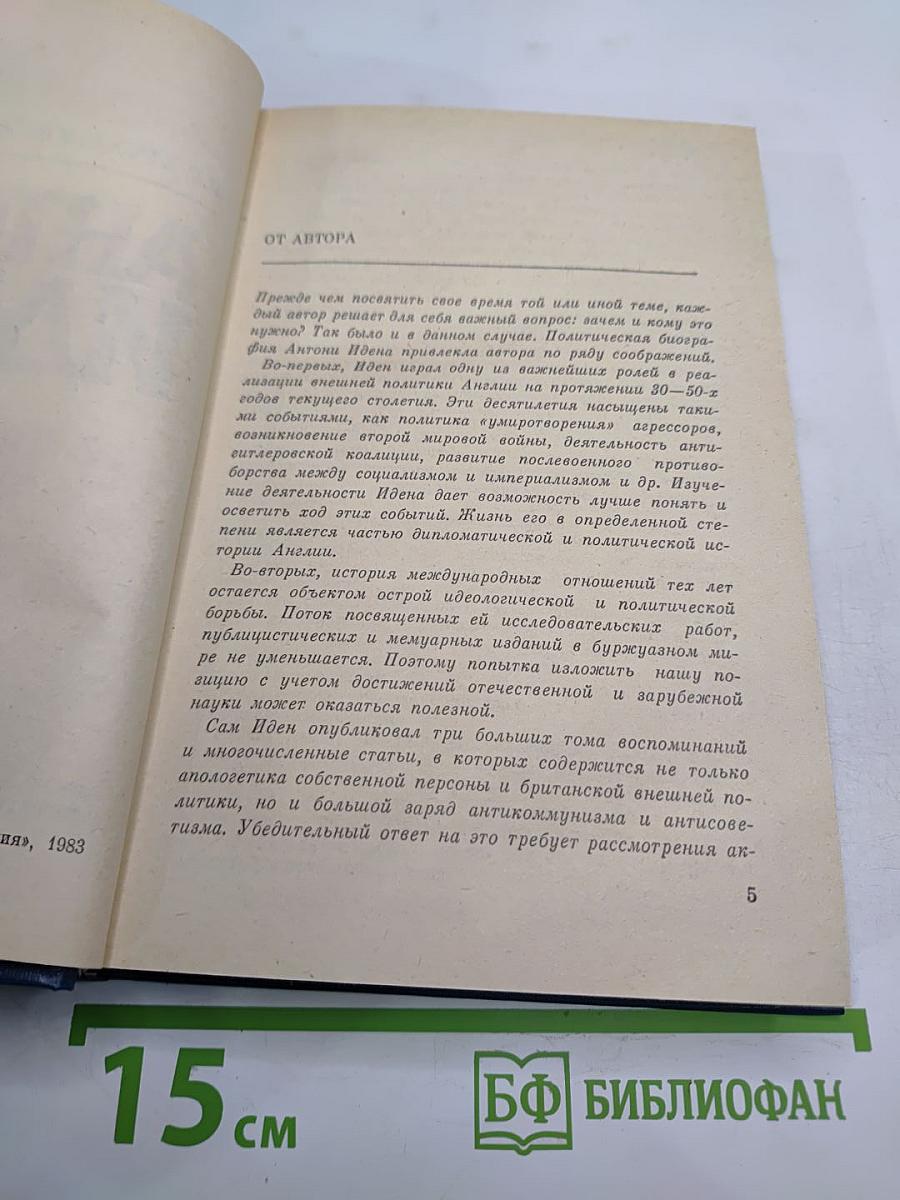 ОТ АВТОРА
Прежде чем посвятить свое время той или иной теме, каж-
дый автор решает для себя важный вопрос: зачем и кому это
нужно? Так было и в данном случае. Политическая биогра-
фия Антони Идена привлекла автора по ряду соображений.
Во-первых, Иден играл одну из важнейших ролей в реа-
лизации внешней политики Англии на протяжении 30—50-х
годов текущего столетия. Эти десятилетия насыщены таки-
ми событиями, как политика «умиротворения» агрессоров,
возникновение второй мировой войны, деятельность анти-
гитлеровской коалиции, развитие послевоенного противо-
борства между социализмом и империализмом и др. Изуче-
ние деятельности Идена дает возможность лучше понять и
осветить ход этих событий. Жизнь его в определенной сте-
пени является частью дипломатической и политической ис-
тории Англии.
Во-вторых, история международных отношений тех лет
остается объектом острой идеологической и политической
борьбы. Поток посвященных ей исследовательских работ,
публицистических и мемуарных изданий в буржуазном ми-
ре не уменьшается. Поэтому попытка изложить нашу по-
зицию с учетом достижений отечественной и зарубежной
науки может оказаться полезной.
Сам Иден опубликовал три больших тома воспоминаний
и многочисленные статьи, в которых содержится не только
апологетика собственной персоны и британской внешней по-
литики, но и большой заряд антикоммунизма и антисове-
тизма. Убедительный ответ на это требует рассмотрения ак-
5
ия», 1983
15 см
БФ БИБЛИОФАН